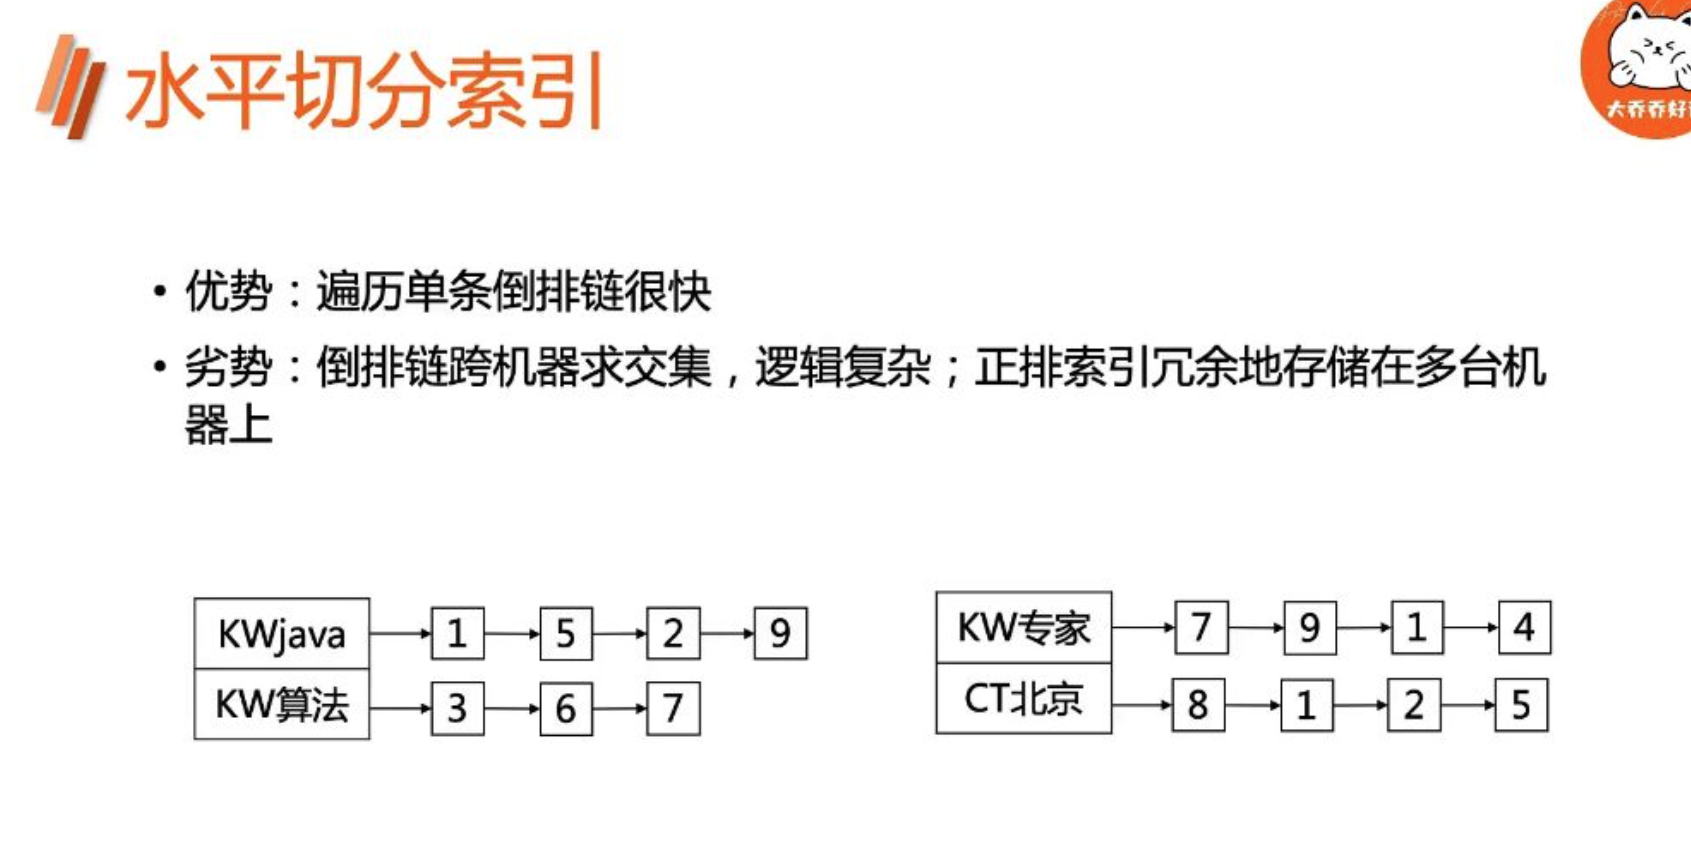 水平切分索引
大乔乔好
• 优势：遍历单条倒排链很快
• 劣势：倒排链跨机器求交集，逻辑复杂；正排索引冗余地存储在多台机
器上
KWjava 1 5 2 9
KW算法 3 6 7
KW专家 7 9 1 4
CT北京 8 1 2 5